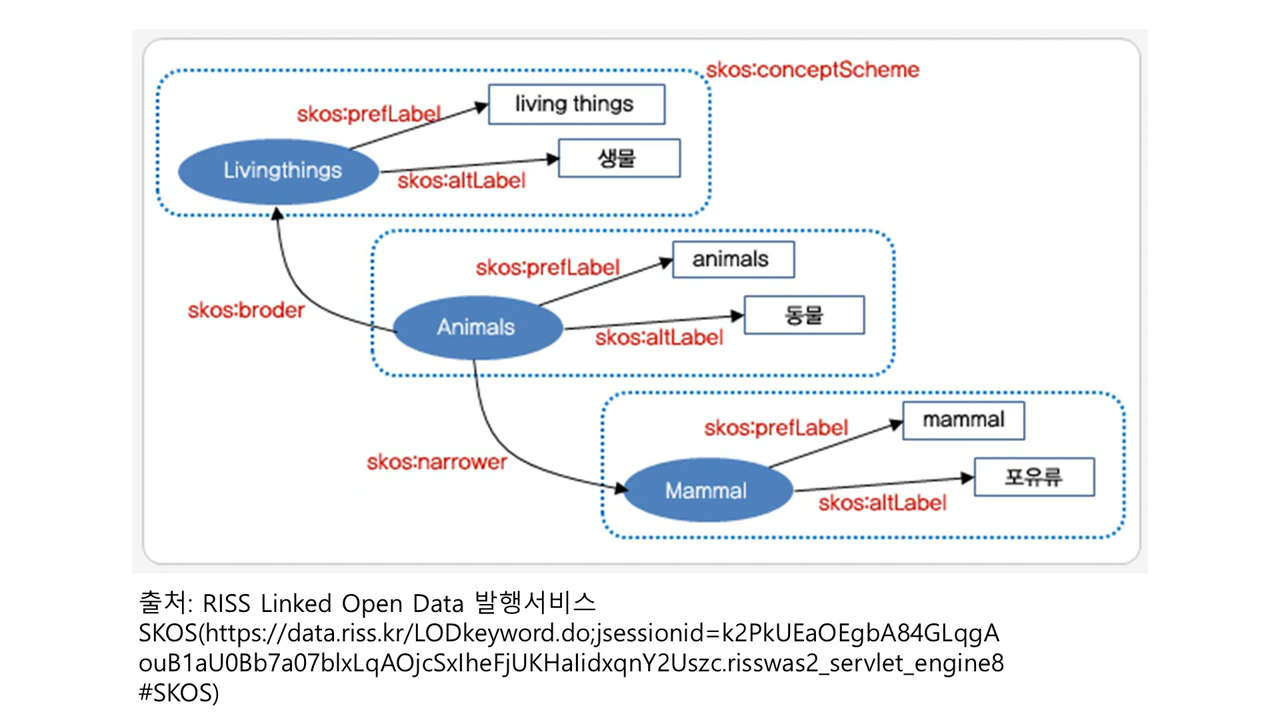 skos:conceptScheme
skos:prefLabel
living things
Livingthings
생물
skos:altLabel
skos:broder
skos:prefLabel
animals
Animals
동물
skos:altLabel
skos:narrower
skos:prefLabel
mammal
Mammal
포유류
skos:altLabel
출처: RISS Linked Open Data 발행서비스
SKOS(https://data.riss.kr/LODkeyword.do;jsessionid=k2PkUEaOEgbA84GLqgA
ouB1aU0Bb7a07blxLqAOjcSxIheFjUKHaIidxqnY2Uszc.risswas2_servlet_engine8
#SKOS)